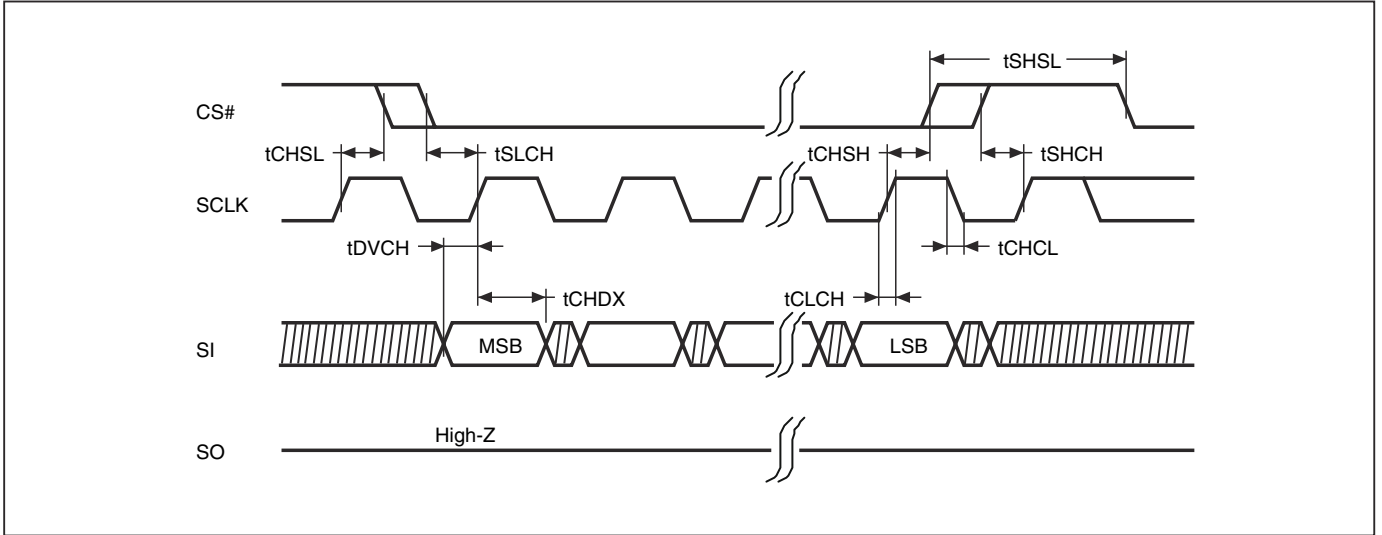 tSHSL
CS#
tCHSL
tSLCH
tCHSH
tSHCH
SCLK
tDVCH
tCHCL
tCHDX
tCLCH
SI
MSB
LSB
High-Z
SO